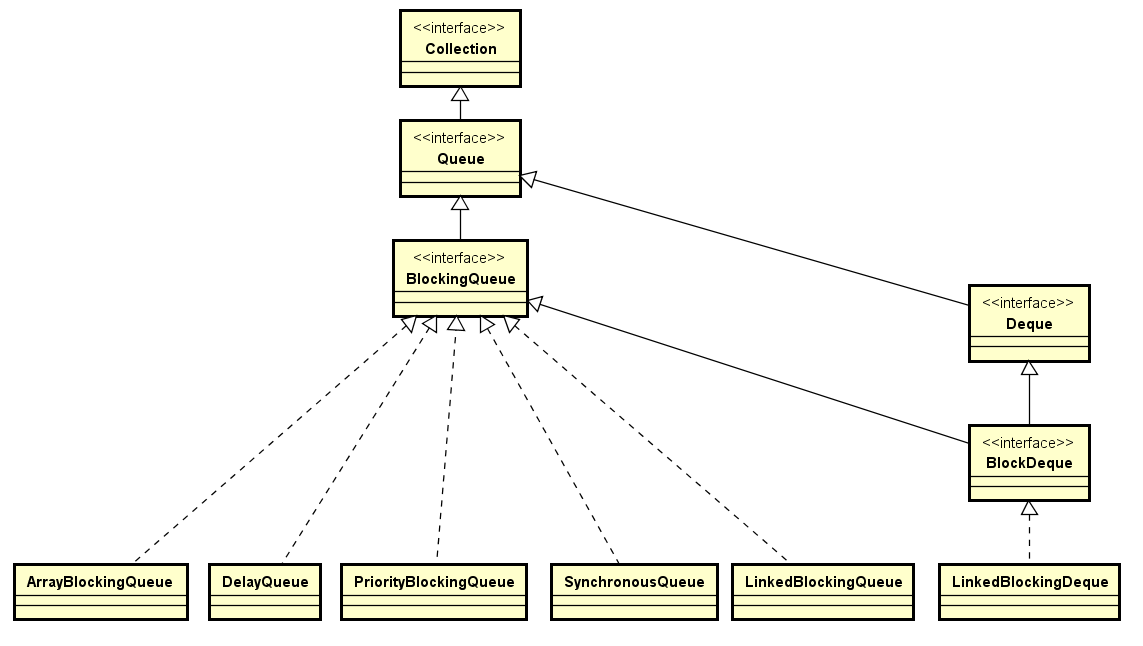 <<interface>>
Collection
<<interface>>
Queue
<<interface>>
BlockingQueue
<<interface>>
Deque
<<interface>>
BlockDeque
ArrayBlockingQueue
DelayQueue
PriorityBlockingQueue
SynchronousQueue
LinkedBlockingQueue
LinkedBlockingDeque